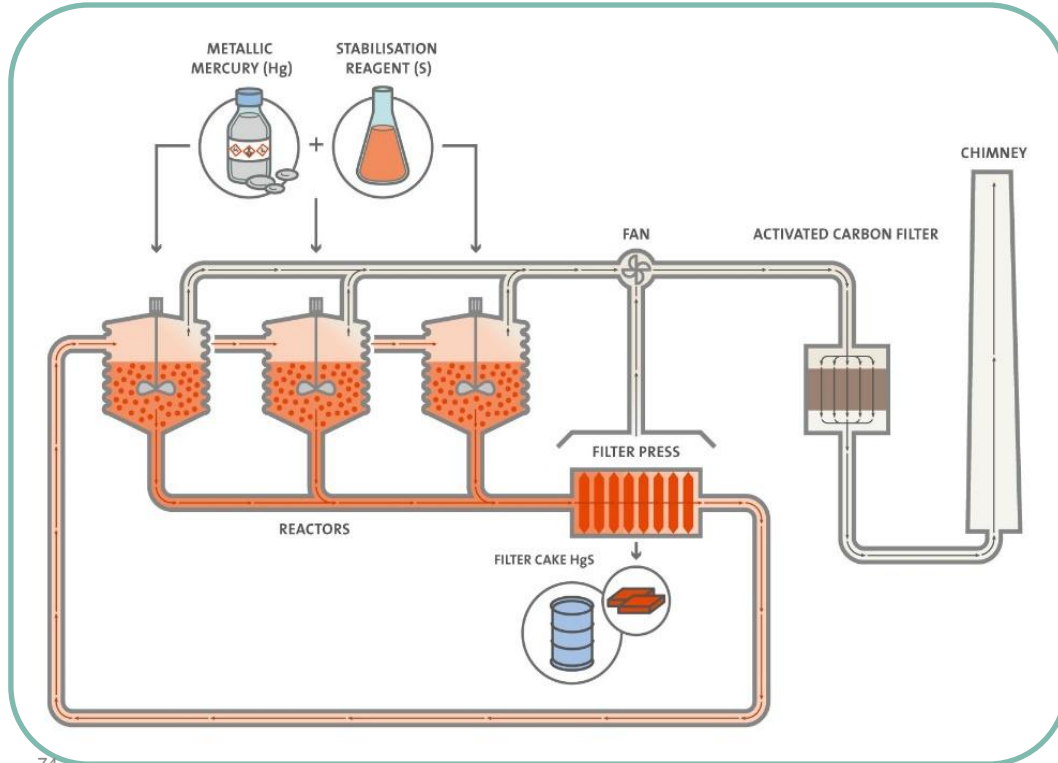 METALLIC
MERCURY (Hg)
STABILISATION
REAGENT (S)
+
CHIMNEY
FAN
ACTIVATED CARBON FILTER
FILTER PRESS
REACTORS
FILTER CAKE HgS